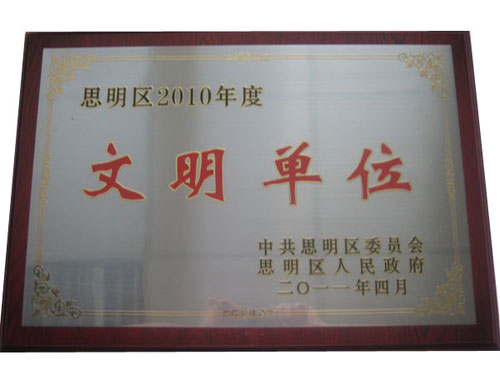 思明区2010年度
文明单位
中共思明区委员会
思明区人民政府
二〇一一年四月